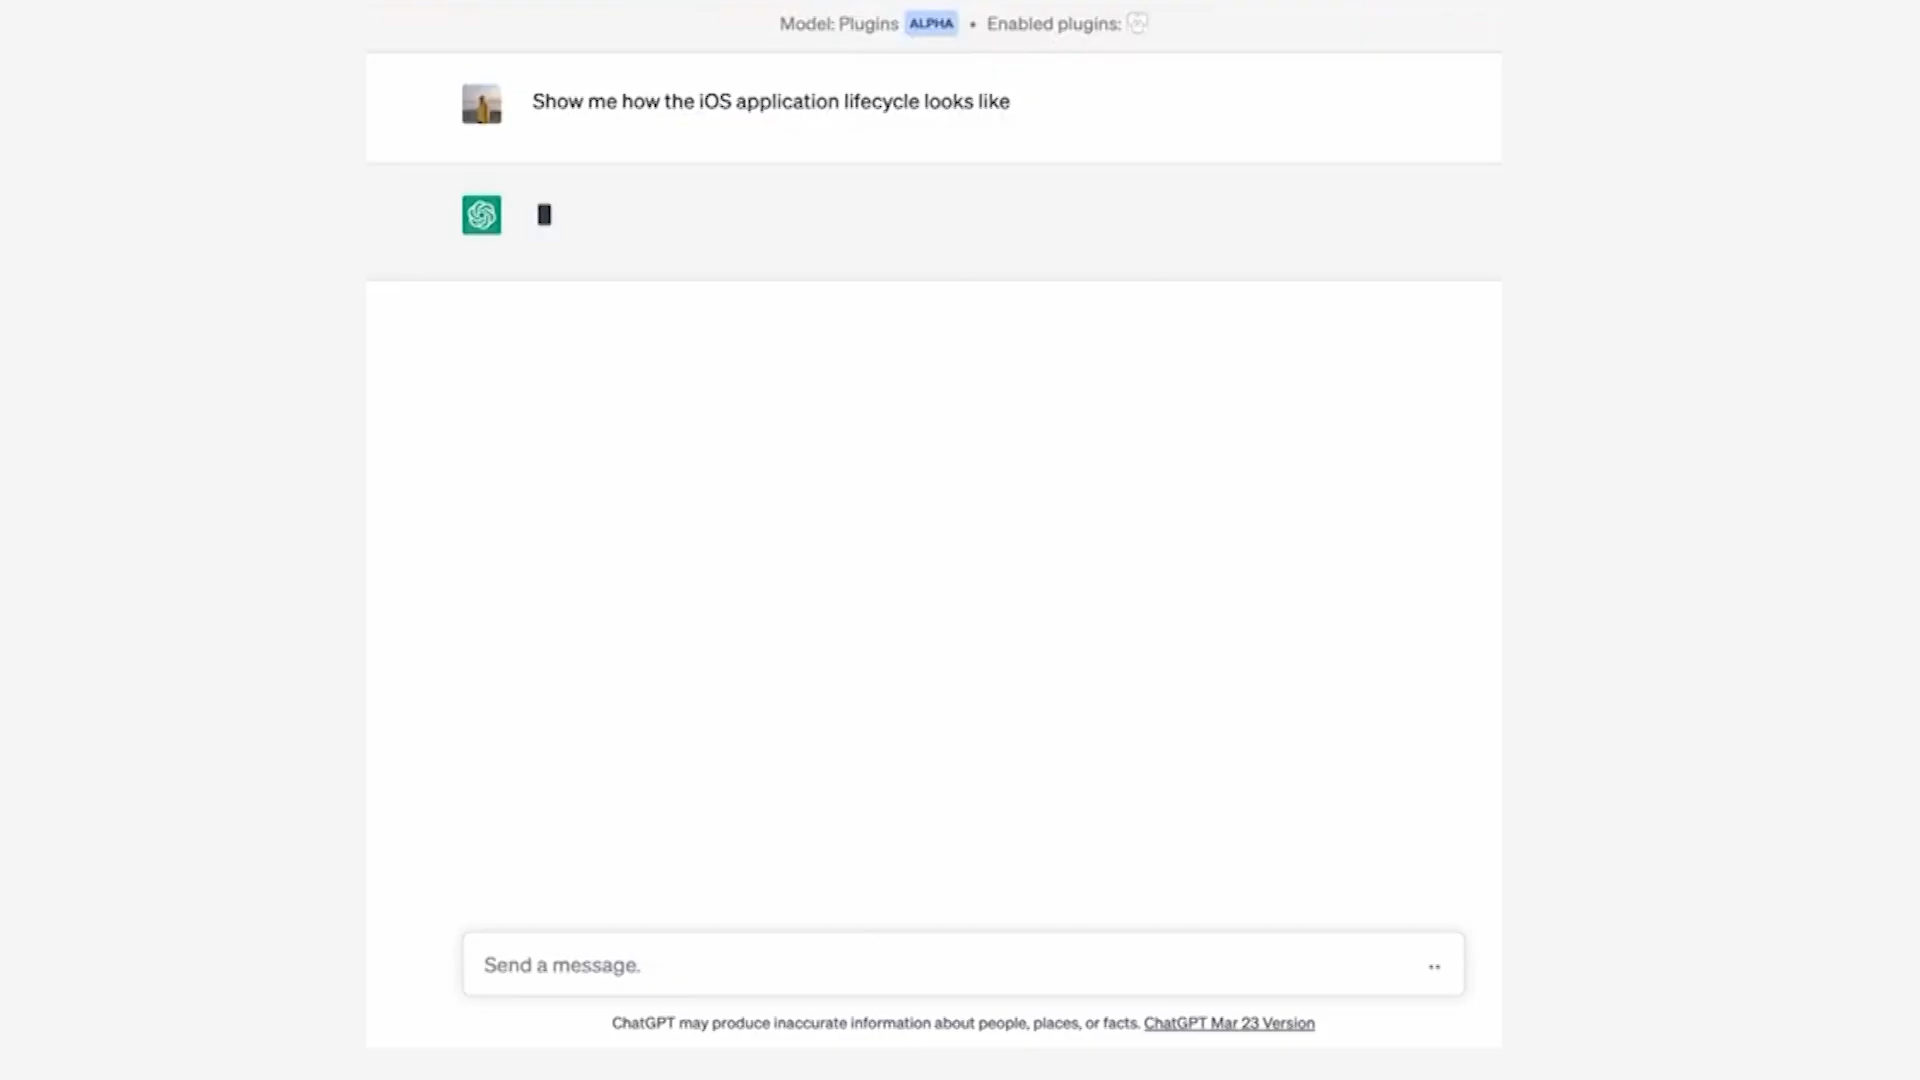 Model: Plugins ALPHA • Enabled plugins:
Show me how the iOS application lifecycle looks like
Send a message.
ChatGPT may produce inaccurate information about people, places, or facts. ChatGPT Mar 23 Version